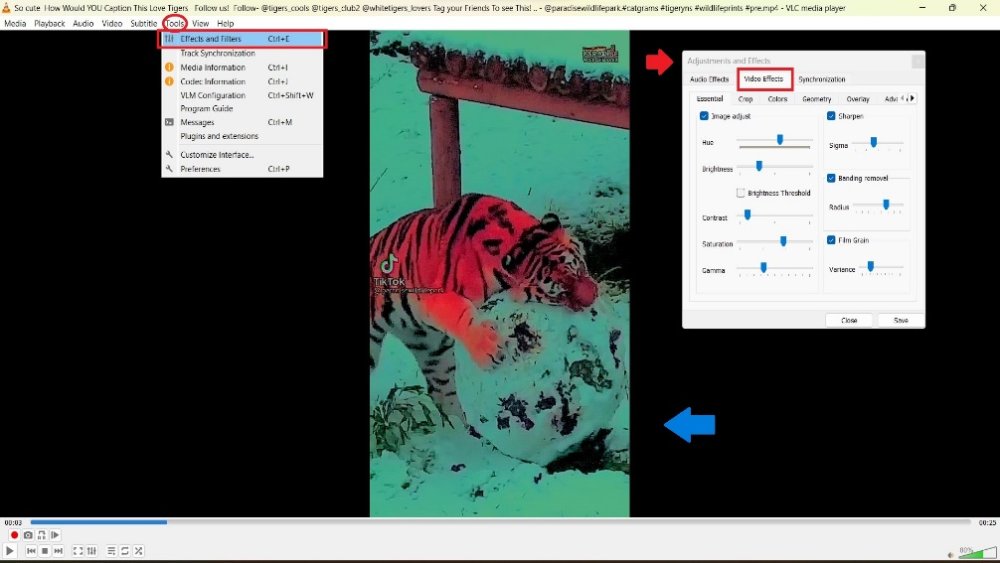 So cute How Would YOU Caption This Love Tigers Follow us! Follow- @tigers_cools @tigers_club2 @whitetigers_lovers Tag your Friends To see This! .. - @paradisewildlifepark.#catgrams #tigeryns #wildlifeprints #pre.mp4 - VLC media player
Media Playback Audio Video Subtitle Tools View Help
Effects and Filters Ctrl+E
Track Synchronization
Media Information Ctrl+I
Codec Information Ctrl+J
VLM Configuration Ctrl+Shift+W
Program Guide
Messages Ctrl+M
Plugins and extensions
Customize Interface...
Preferences Ctrl+P
PARADISE
TikTok
Adjustments and Effects
Audio Effects Video Effects Synchronization
Essential Crop Colors Geometry Overlay
Image adjust
Hue
Brightness
Brightness Threshold
Contrast
Saturation
Gamma
Sharpen
Sigma
Banding removal
Radius
Film Grain
Variance
Close Save
00:03 00:25